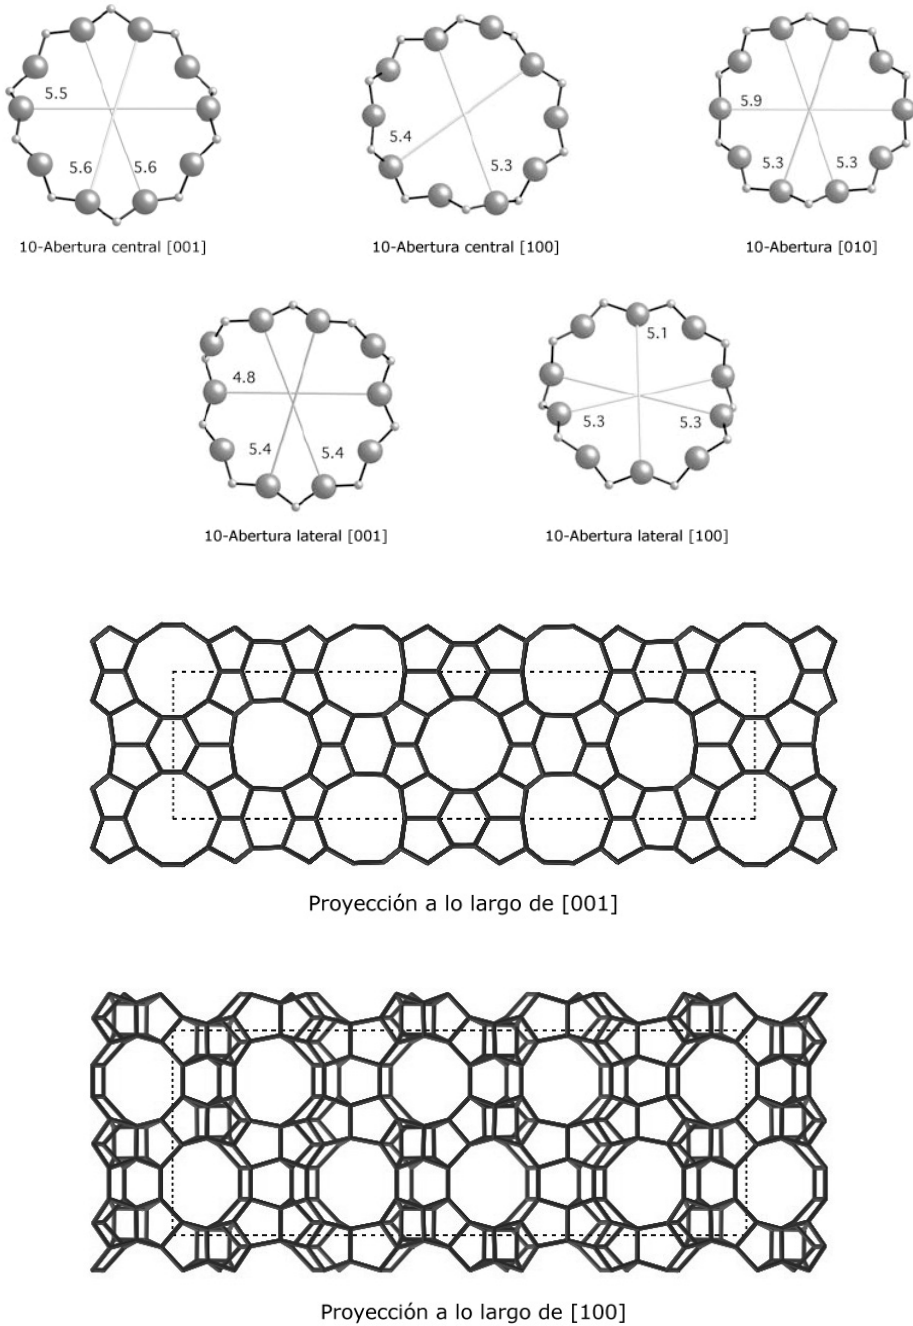 5.5
5.6 5.6
10-Abertura central [001]
5.4
5.3
10-Abertura central [100]
5.9
5.3 5.3
10-Abertura [010]
4.8
5.4 5.4
10-Abertura lateral [001]
5.1
5.3 5.3
10-Abertura lateral [100]
Proyección a lo largo de [001]
Proyección a lo largo de [100]